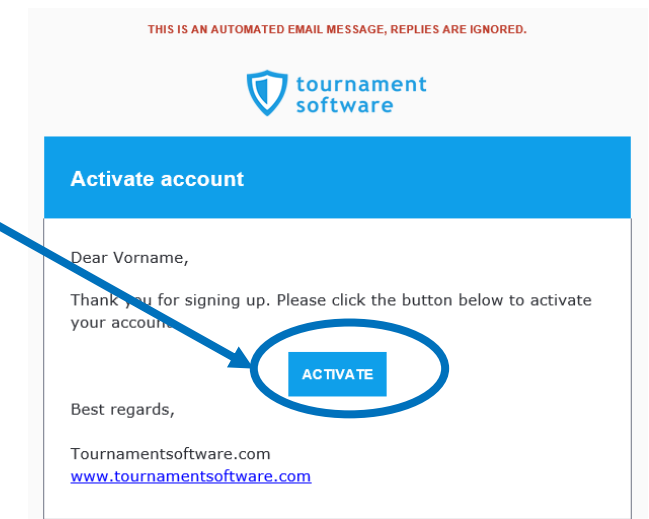 THIS IS AN AUTOMATED EMAIL MESSAGE, REPLIES ARE IGNORED.
tournament
software
Activate account
Dear Vorname,
Thank you for signing up. Please click the button below to activate
your account
ACTIVATE
Best regards,
Tournamentsoftware.com
www.tournamentsoftware.com